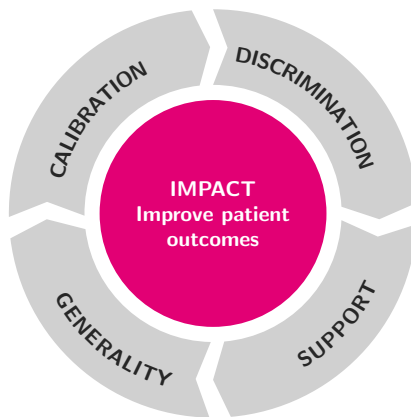 CALIBRATION
DISCRIMINATION
IMPACT
Improve patient
outcomes
GENERALITY
SUPPORT